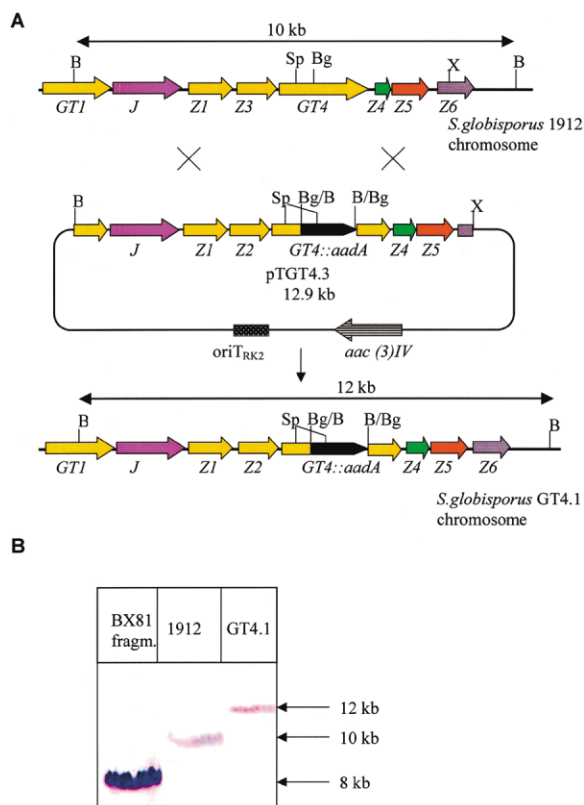 A
10 kb
B Sp Bg X B
GT1 J Z1 Z3 GT4 Z4 Z5 Z6
S.globisporus 1912
chromosome
B Sp Bg/B B/Bg X
J Z1 Z2 GT4::aadA Z4 Z5
pTGT4.3
12.9 kb
oriTRK2 aac (3)IV
12 kb
B Sp Bg/B B/Bg B
GT1 J Z1 Z2 GT4::aadA Z4 Z5 Z6
S.globisporus GT4.1
chromosome
B
BX81 1912 GT4.1
fragm.
12 kb
10 kb
8 kb